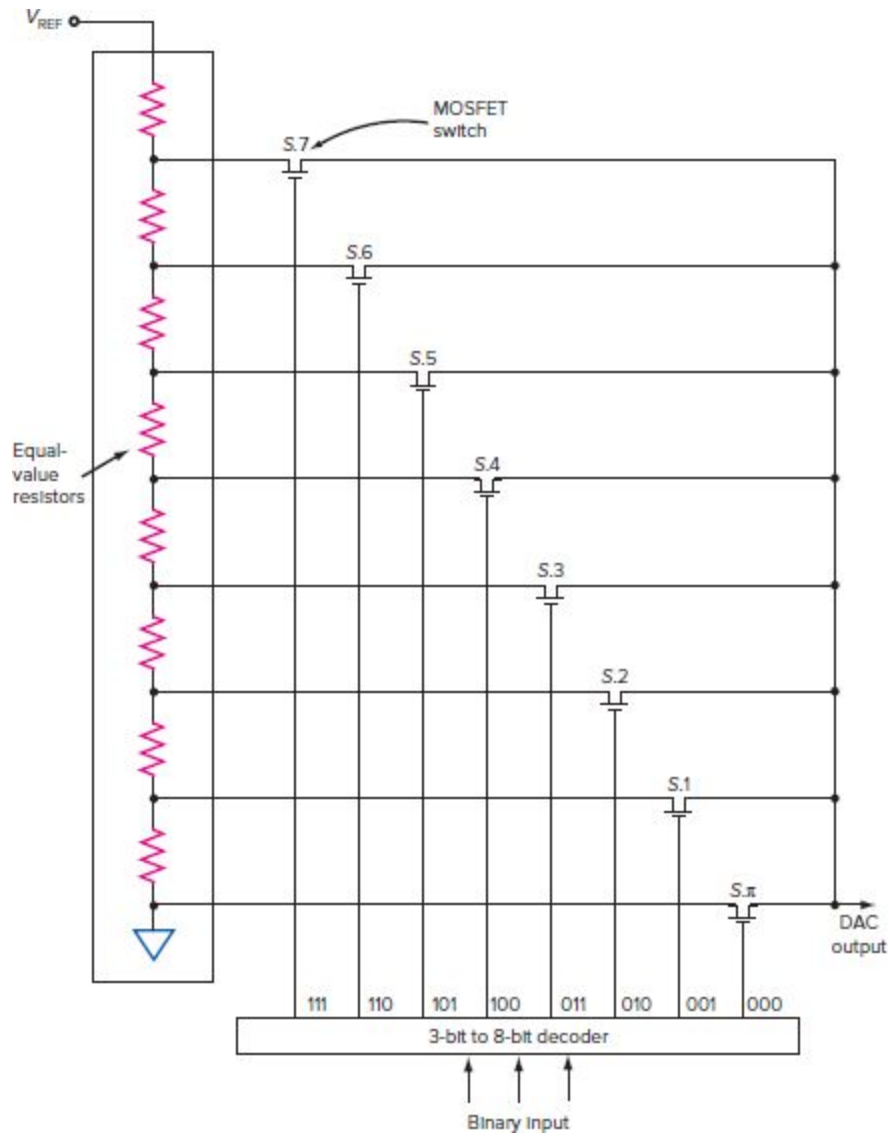 VREF
MOSFET
switch
S.7
S.6
S.5
Equal-
value
resistors
S.4
S.3
S.2
S.1
S.π
DAC
output
111 110 101 100 011 010 001 000
3-bit to 8-bit decoder
Binary input